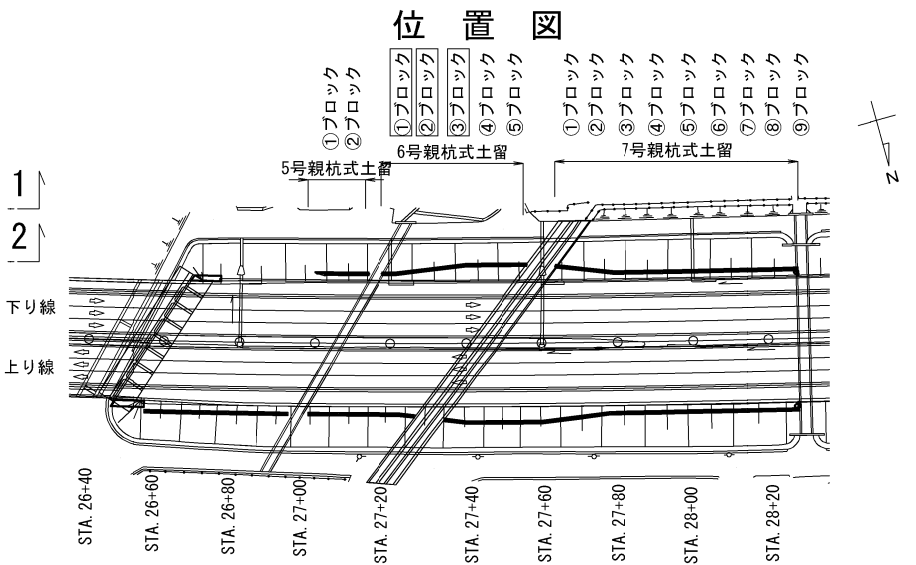 位置図
①ブロック
②ブロック
①ブロック
②ブロック
③ブロック
④ブロック
⑤ブロック
①ブロック
②ブロック
③ブロック
④ブロック
⑤ブロック
⑥ブロック
⑦ブロック
⑧ブロック
⑨ブロック
5号親杭式土留
6号親杭式土留
7号親杭式土留
N
1
2
下り線
上り線
STA. 26+40
STA. 26+60
STA. 26+80
STA. 27+00
STA. 27+20
STA. 27+40
STA. 27+60
STA. 27+80
STA. 28+00
STA. 28+20